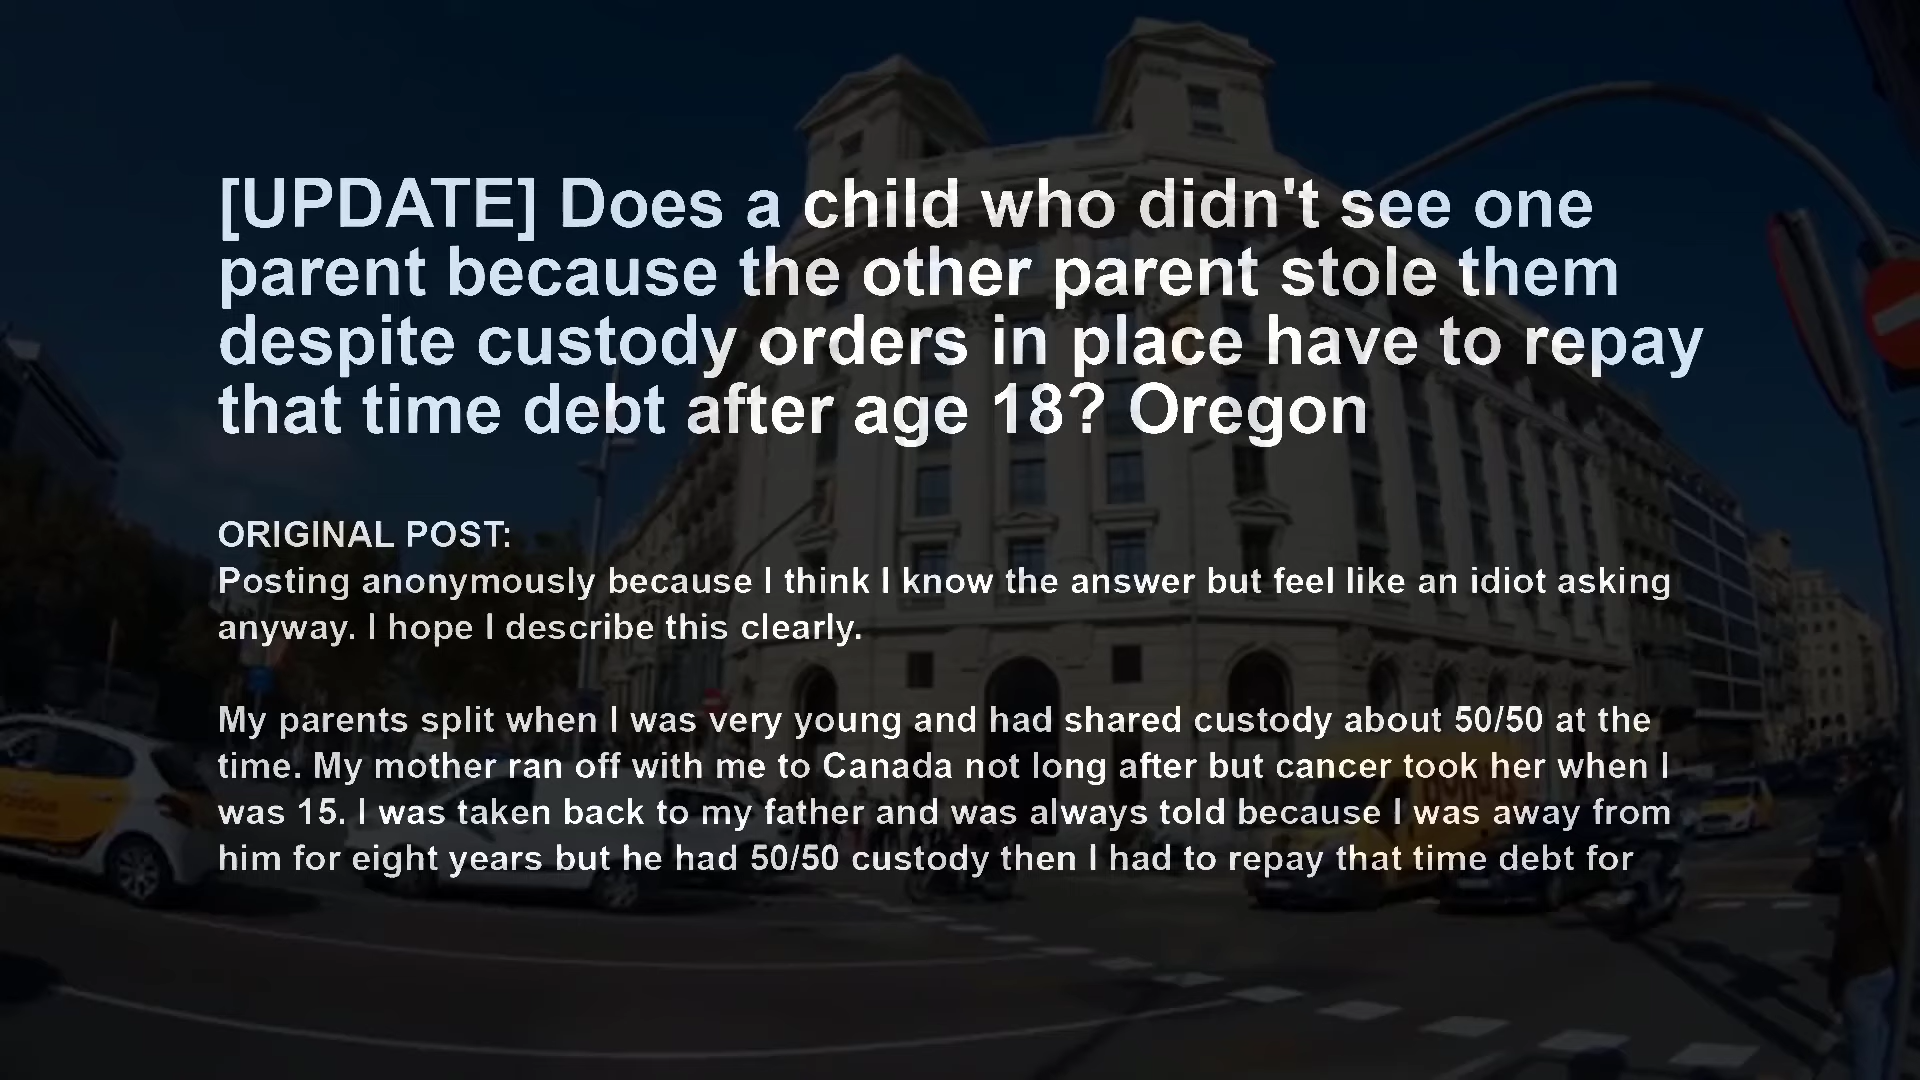 [UPDATE] Does a child who didn't see one
parent because the other parent stole them
despite custody orders in place have to repay
that time debt after age 18? Oregon
ORIGINAL POST:
Posting anonymously because I think I know the answer but feel like an idiot asking
anyway. I hope I describe this clearly.
My parents split when I was very young and had shared custody about 50/50 at the
time. My mother ran off with me to Canada not long after but cancer took her when I
was 15. I was taken back to my father and was always told because I was away from
him for eight years but he had 50/50 custody then I had to repay that time debt for